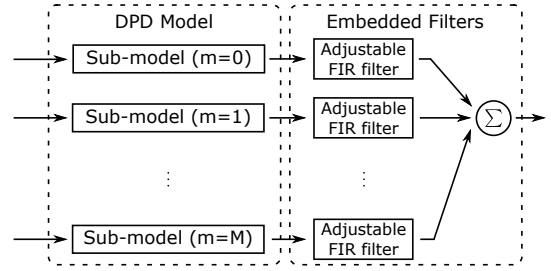 DPD Model
Embedded Filters
Sub-model (m=0)
Adjustable
FIR filter
Sub-model (m=1)
Adjustable
FIR filter
∑
⋮
⋮
Sub-model (m=M)
Adjustable
FIR filter